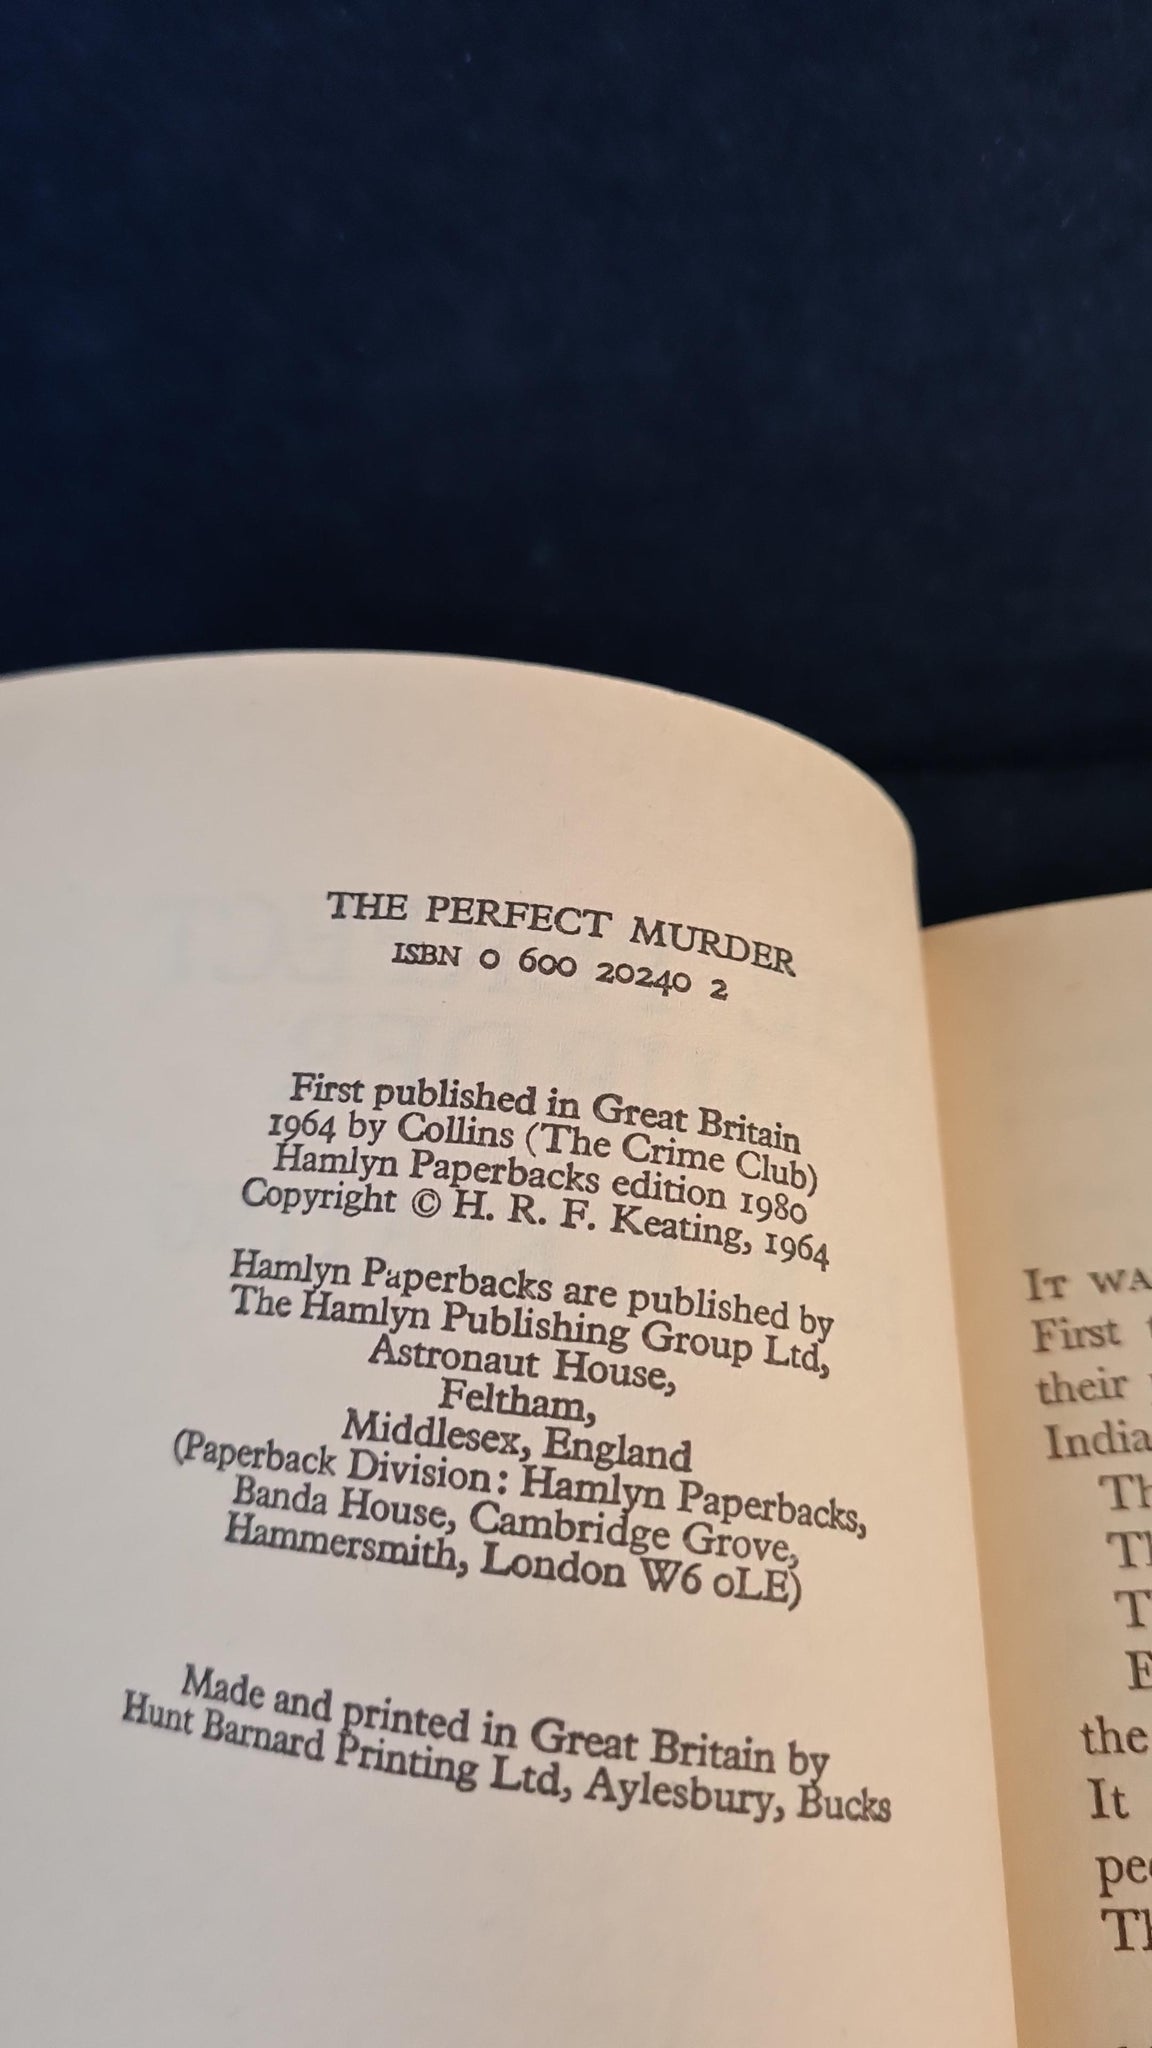 THE PERFECT MURDER
ISBN 0 600 20240 2
First published in Great Britain
1964 by Collins (The Crime Club)
Hamlyn Paperbacks edition 1980
Copyright © H. R. F. Keating, 1964
Hamlyn Paperbacks are published by
The Hamlyn Publishing Group Ltd,
Astronaut House,
Feltham,
Middlesex, England
(Paperback Division: Hamlyn Paperbacks,
Banda House, Cambridge Grove,
Hammersmith, London W6 0LE)
Made and printed in Great Britain by
Hunt Barnard Printing Ltd, Aylesbury, Bucks
IT
First
their
India
the
It